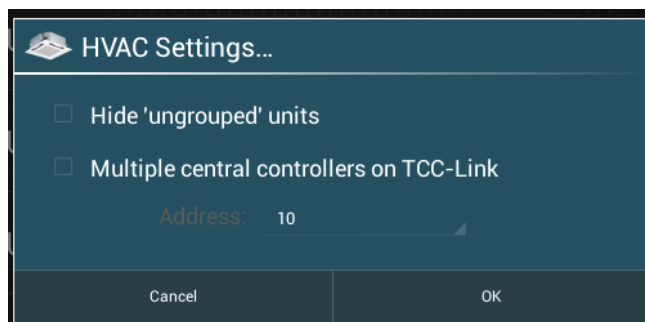 HVAC Settings...
Hide 'ungrouped' units
Multiple central controllers on TCC-Link
Address: 10
Cancel OK